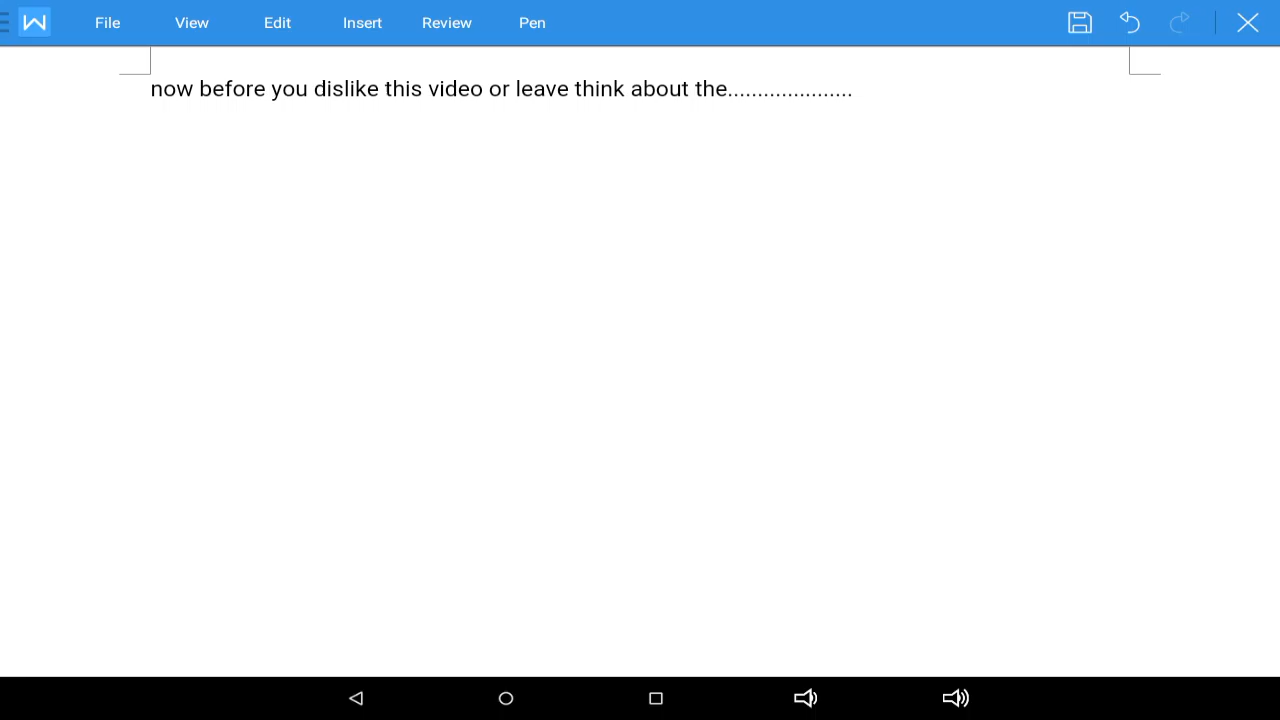 File View Edit Insert Review Pen
now before you dislike this video or leave think about the.....................